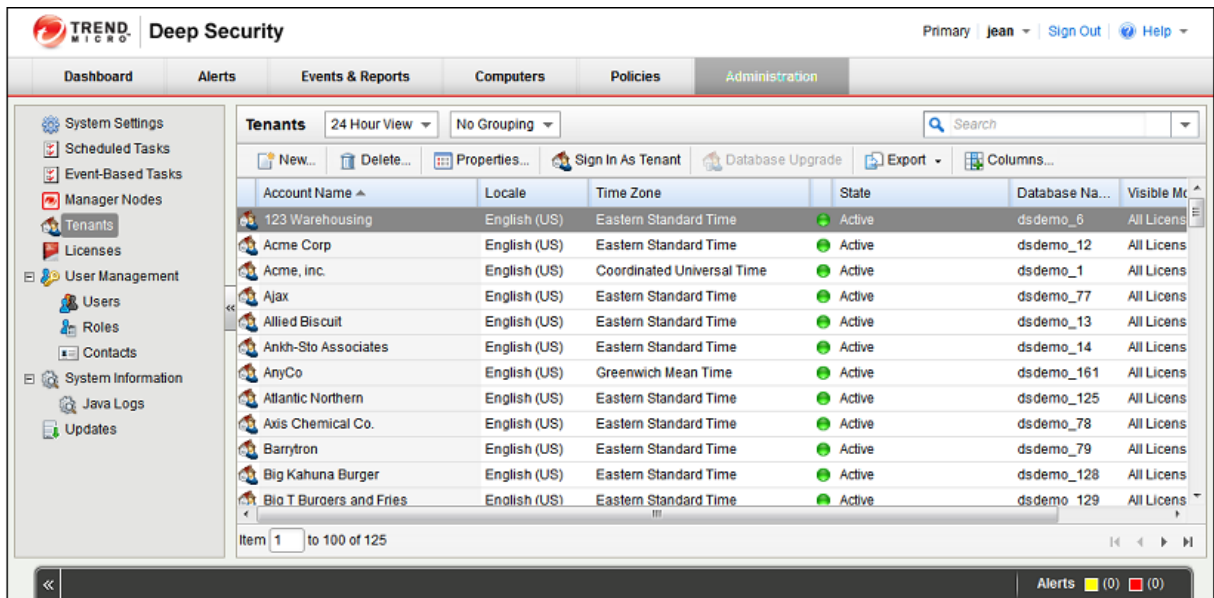 TREND MICRO Deep Security Primary jean Sign Out Help
Dashboard Alerts Events & Reports Computers Policies Administration
System Settings
Scheduled Tasks
Event-Based Tasks
Manager Nodes
Tenants
Licenses
User Management
Users
Roles
Contacts
System Information
Java Logs
Updates
Tenants 24 Hour View No Grouping Search
New... Delete... Properties... Sign In As Tenant Database Upgrade Export Columns...
Account Name Locale Time Zone State Database Na... Visible Mo
123 Warehousing English (US) Eastern Standard Time Active dsdemo_6 All Licens
Acme Corp English (US) Eastern Standard Time Active dsdemo_12 All Licens
Acme, inc. English (US) Coordinated Universal Time Active dsdemo_1 All Licens
Ajax English (US) Eastern Standard Time Active dsdemo_77 All Licens
Allied Biscuit English (US) Eastern Standard Time Active dsdemo_13 All Licens
Ankh-Sto Associates English (US) Eastern Standard Time Active dsdemo_14 All Licens
AnyCo English (US) Greenwich Mean Time Active dsdemo_161 All Licens
Atlantic Northern English (US) Eastern Standard Time Active dsdemo_125 All Licens
Axis Chemical Co. English (US) Eastern Standard Time Active dsdemo_78 All Licens
Barrytron English (US) Eastern Standard Time Active dsdemo_79 All Licens
Big Kahuna Burger English (US) Eastern Standard Time Active dsdemo_128 All Licens
Big T Burgers and Fries English (US) Eastern Standard Time Active dsdemo_129 All Licens
Item 1 to 100 of 125
Alerts (0) (0)